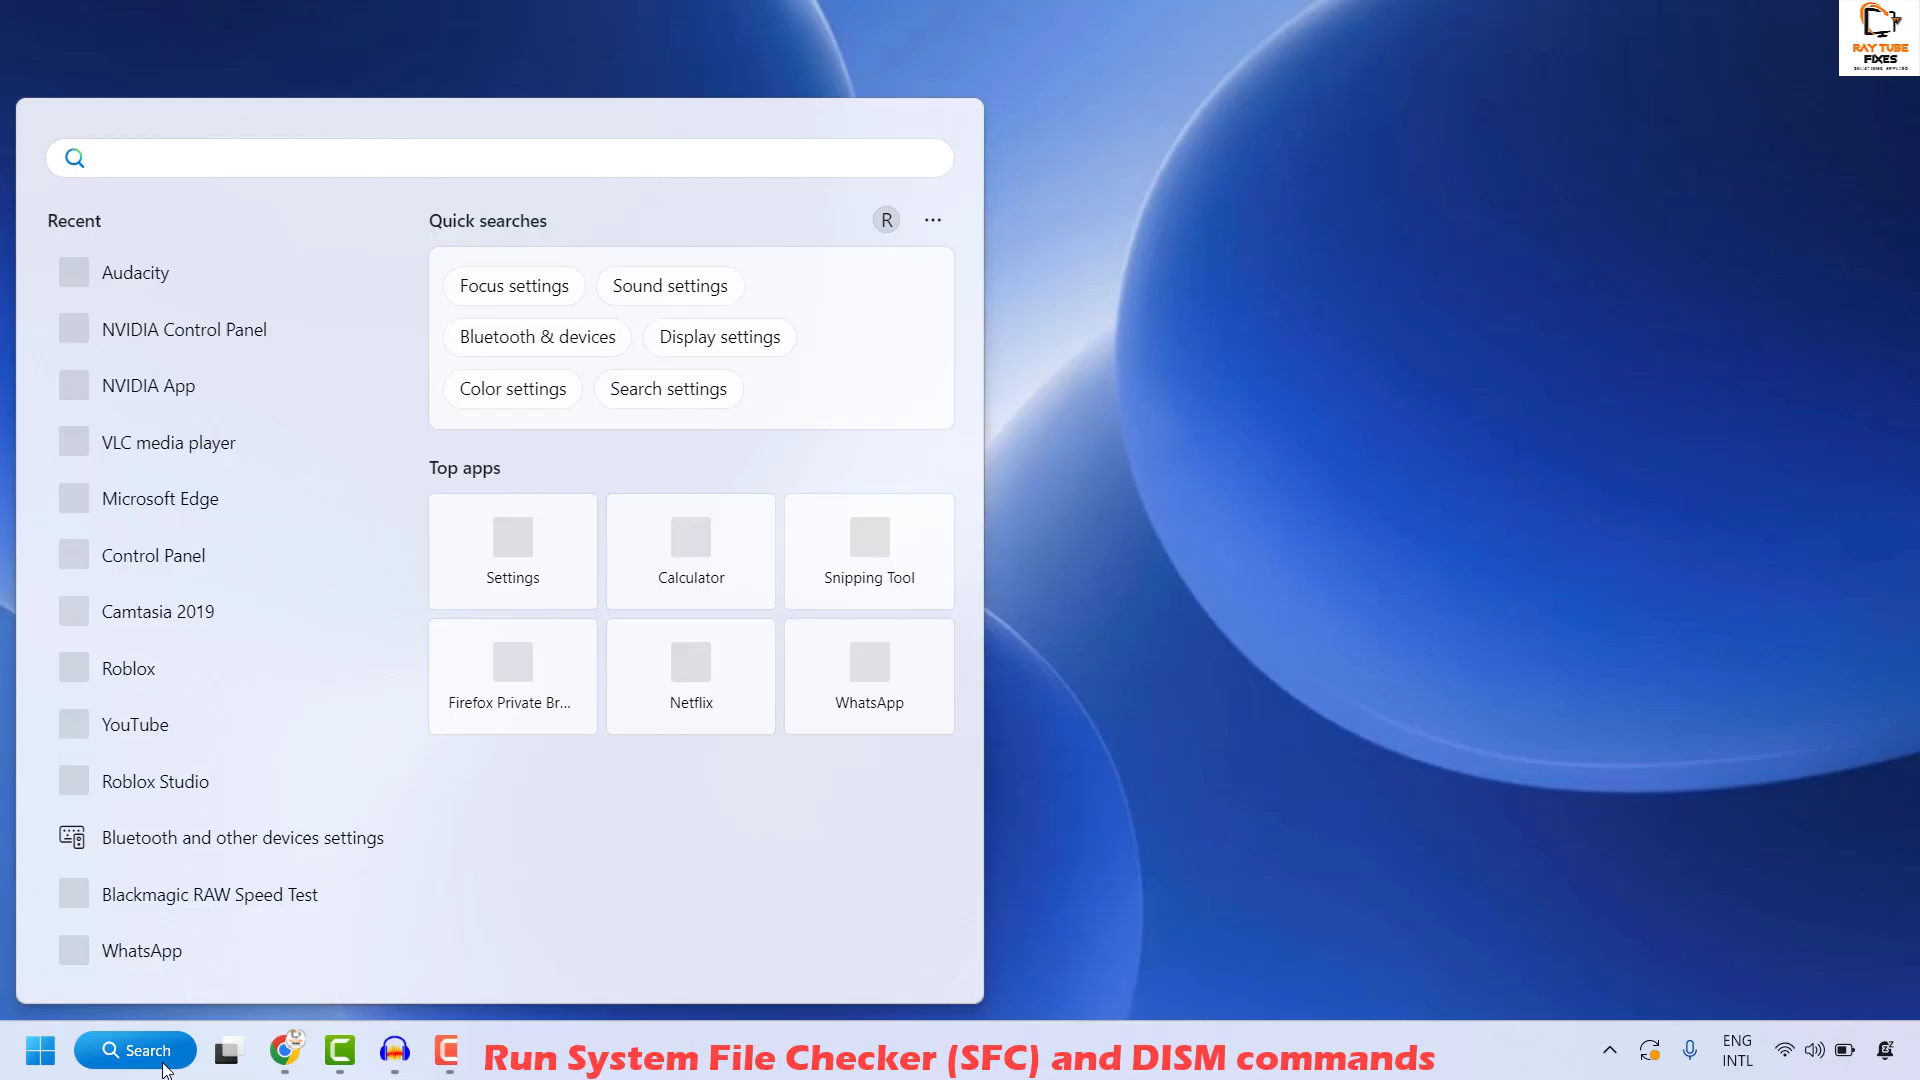 RAY TUBE
FIXES
Recent
Quick searches
R
Audacity
NVIDIA Control Panel
NVIDIA App
VLC media player
Microsoft Edge
Control Panel
Camtasia 2019
Roblox
YouTube
Roblox Studio
Bluetooth and other devices settings
Blackmagic RAW Speed Test
WhatsApp
Focus settings
Sound settings
Bluetooth & devices
Display settings
Color settings
Search settings
Top apps
Settings
Calculator
Snipping Tool
Firefox Private Br...
Netflix
WhatsApp
Search
Run System File Checker (SFC) and DISM commands
ENG
INTL